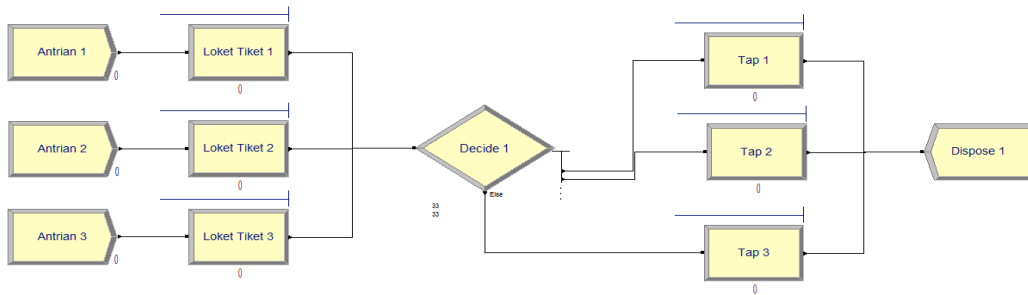 Antrian 1
0
Loket Tiket 1
0
Antrian 2
0
Loket Tiket 2
0
Antrian 3
0
Loket Tiket 3
0
Decide 1
Else
33
33
Tap 1
0
Tap 2
0
Tap 3
0
Dispose 1